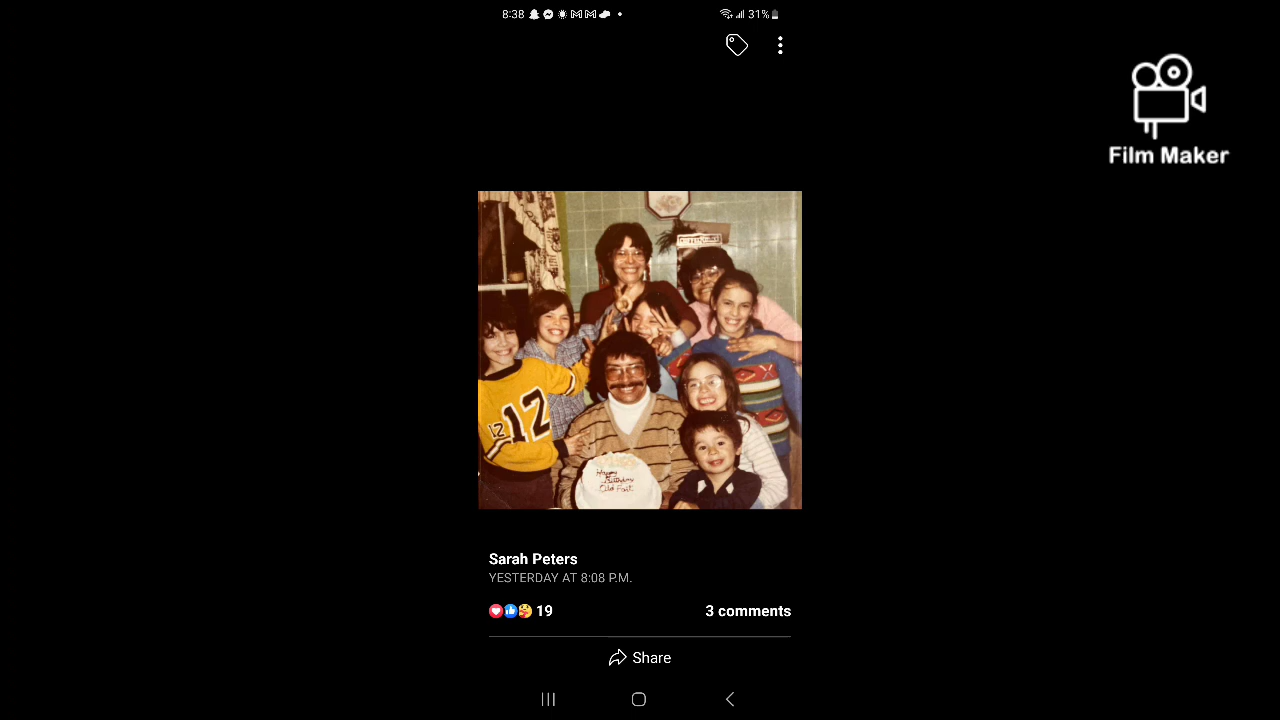 8:38
31%
Film Maker
12
12
Happy
Birthday
Old Fart
Sarah Peters
YESTERDAY AT 8:08 P.M.
19
3 comments
Share